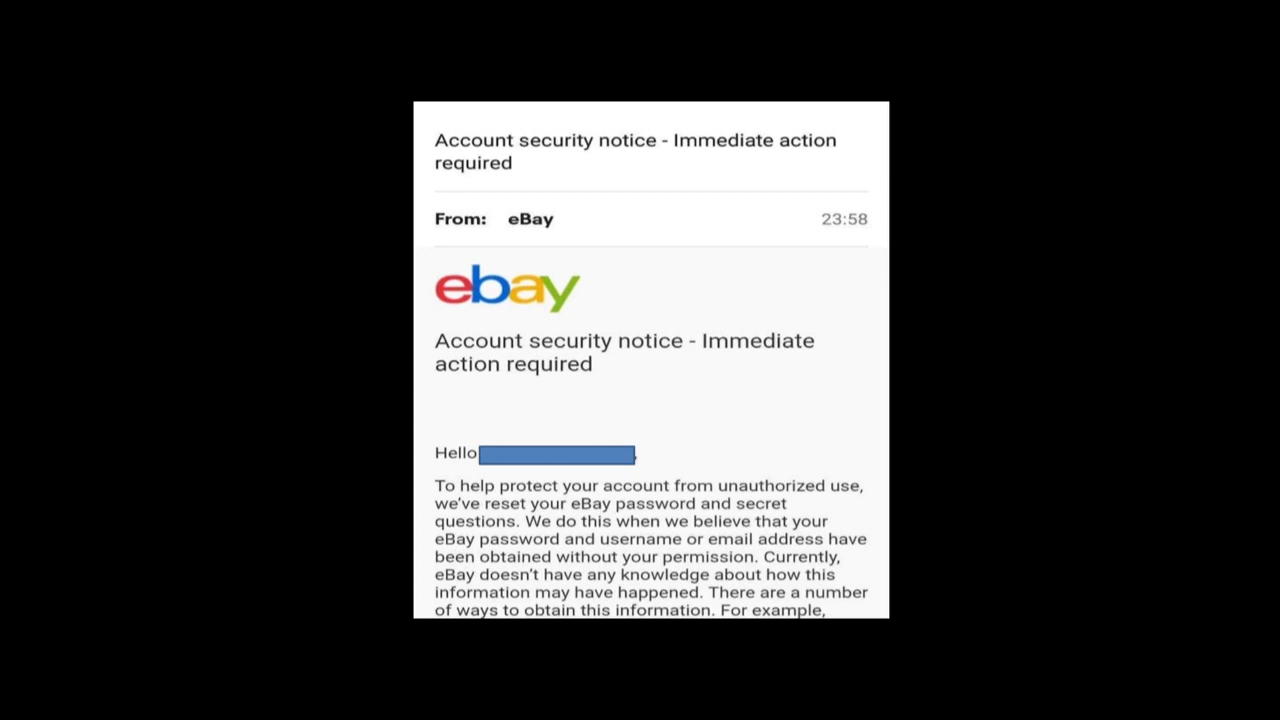 Account security notice - Immediate action
required
From: eBay 23:58
ebay
Account security notice - Immediate
action required
Hello ,
To help protect your account from unauthorized use,
we've reset your eBay password and secret
questions. We do this when we believe that your
eBay password and username or email address have
been obtained without your permission. Currently,
eBay doesn't have any knowledge about how this
information may have happened. There are a number
of ways to obtain this information. For example,